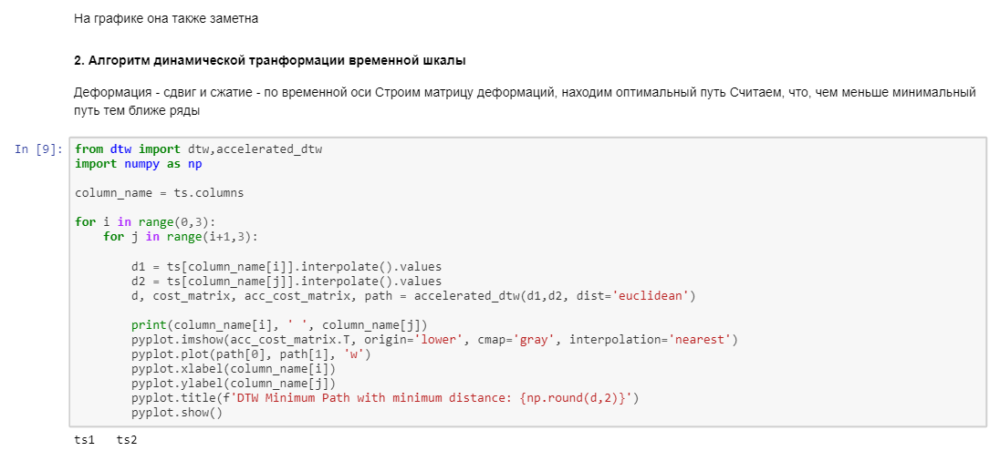 На графике она также заметна
2. Алгоритм динамической транформации временной шкалы
Деформация - сдвиг и сжатие - по временной оси Строим матрицу деформаций, находим оптимальный путь Считаем, что, чем меньше минимальный
путь тем ближе ряды
In [9]:
from dtw import dtw,accelerated_dtw
import numpy as np
column_name = ts.columns
for i in range(0,3):
    for j in range(i+1,3):
        d1 = ts[column_name[i]].interpolate().values
        d2 = ts[column_name[j]].interpolate().values
        d, cost_matrix, acc_cost_matrix, path = accelerated_dtw(d1,d2, dist='euclidean')
        print(column_name[i], ' ', column_name[j])
        pyplot.imshow(acc_cost_matrix.T, origin='lower', cmap='gray', interpolation='nearest')
        pyplot.plot(path[0], path[1], 'w')
        pyplot.xlabel(column_name[i])
        pyplot.ylabel(column_name[j])
        pyplot.title(f'DTW Minimum Path with minimum distance: {np.round(d,2)}')
        pyplot.show()
ts1   ts2